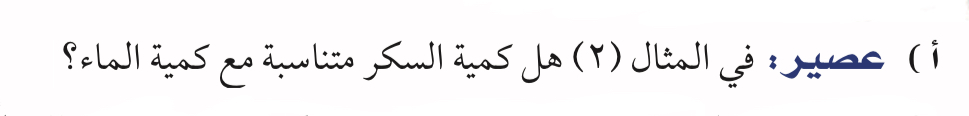 أ ) عصير: في المثال (٢) هل كمية السكر متناسبة مع كمية الماء؟